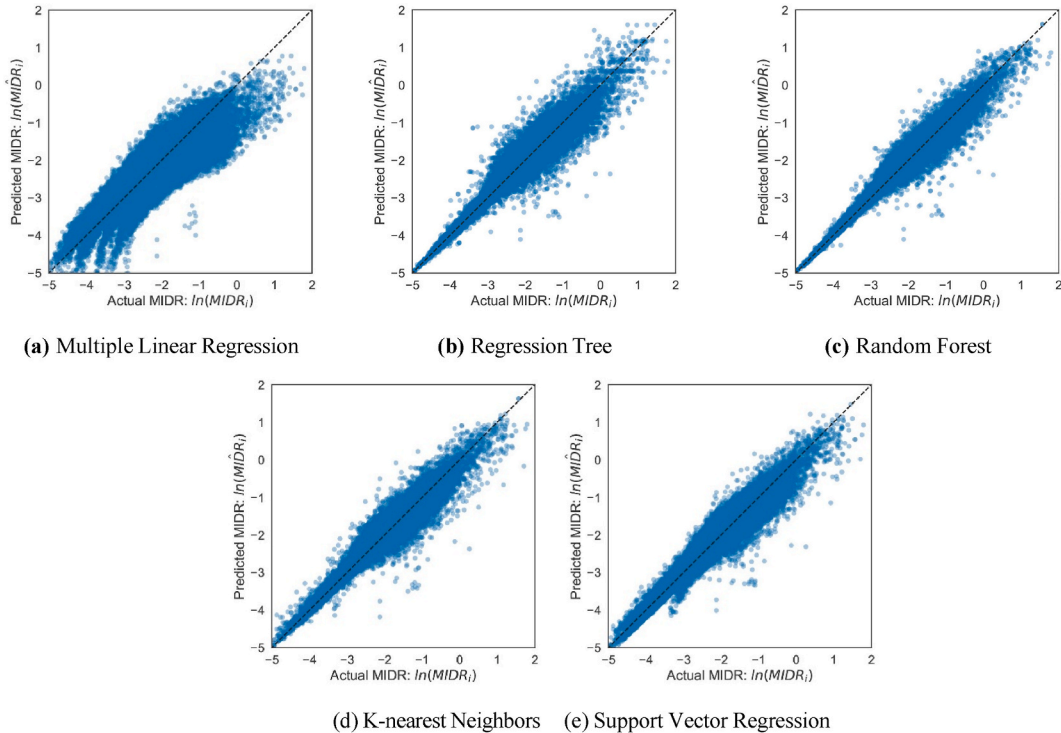 2
1
0
−1
−2
−3
−4
−5
Predicted MIDR: ln(MIDR̂ᵢ)
−5 −4 −3 −2 −1 0 1 2
Actual MIDR: ln(MIDRᵢ)
(a) Multiple Linear Regression
2
1
0
−1
−2
−3
−4
−5
Predicted MIDR: ln(MIDR̂ᵢ)
−5 −4 −3 −2 −1 0 1 2
Actual MIDR: ln(MIDRᵢ)
(b) Regression Tree
2
1
0
−1
−2
−3
−4
−5
Predicted MIDR: ln(MIDR̂ᵢ)
−5 −4 −3 −2 −1 0 1 2
Actual MIDR: ln(MIDRᵢ)
(c) Random Forest
2
1
0
−1
−2
−3
−4
−5
Predicted MIDR: ln(MIDR̂ᵢ)
−5 −4 −3 −2 −1 0 1 2
Actual MIDR: ln(MIDRᵢ)
(d) K-nearest Neighbors
2
1
0
−1
−2
−3
−4
−5
Predicted MIDR: ln(MIDR̂ᵢ)
−5 −4 −3 −2 −1 0 1 2
Actual MIDR: ln(MIDRᵢ)
(e) Support Vector Regression